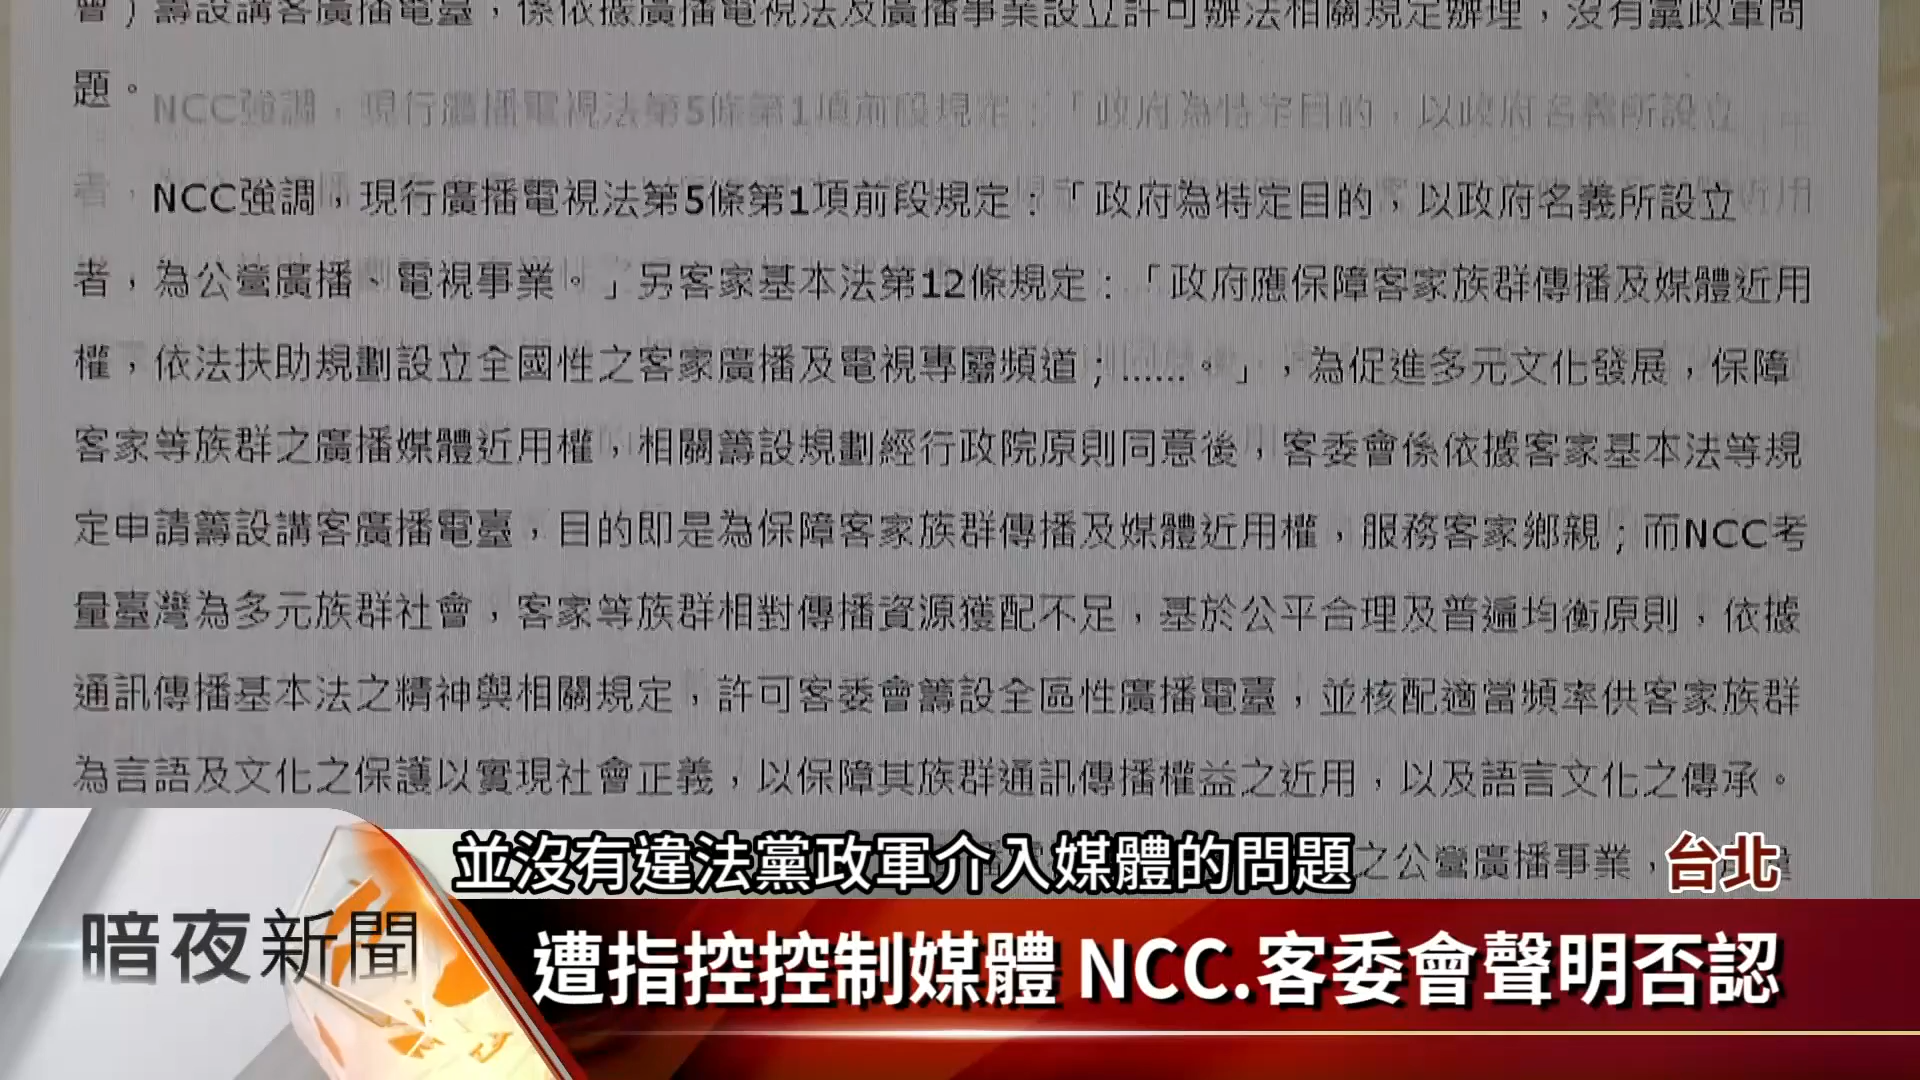 會）籌設講客廣播電臺，係依據廣播電視法及廣播事業設立許可辦法相關規定辦理，沒有黨政軍問
題。
NCC強調，現行廣播電視法第5條第1項前段規定：「政府為特定目的，以政府名義所設立
者，為公營廣播、電視事業。」另客家基本法第12條規定：「政府應保障客家族群傳播及媒體近用
權，依法扶助規劃設立全國性之客家廣播及電視專屬頻道；......。」，為促進多元文化發展，保障
客家等族群之廣播媒體近用權，相關籌設規劃經行政院原則同意後，客委會係依據客家基本法等規
定申請籌設講客廣播電臺，目的即是為保障客家族群傳播及媒體近用權，服務客家鄉親；而NCC考
量臺灣為多元族群社會，客家等族群相對傳播資源獲配不足，基於公平合理及普遍均衡原則，依據
通訊傳播基本法之精神與相關規定，許可客委會籌設全區性廣播電臺，並核配適當頻率供客家族群
為言語及文化之保護以實現社會正義，以保障其族群通訊傳播權益之近用，以及語言文化之傳承。
之公營廣播事業，
並沒有違法黨政軍介入媒體的問題
台北
暗夜新聞
遭指控控制媒體 NCC.客委會聲明否認